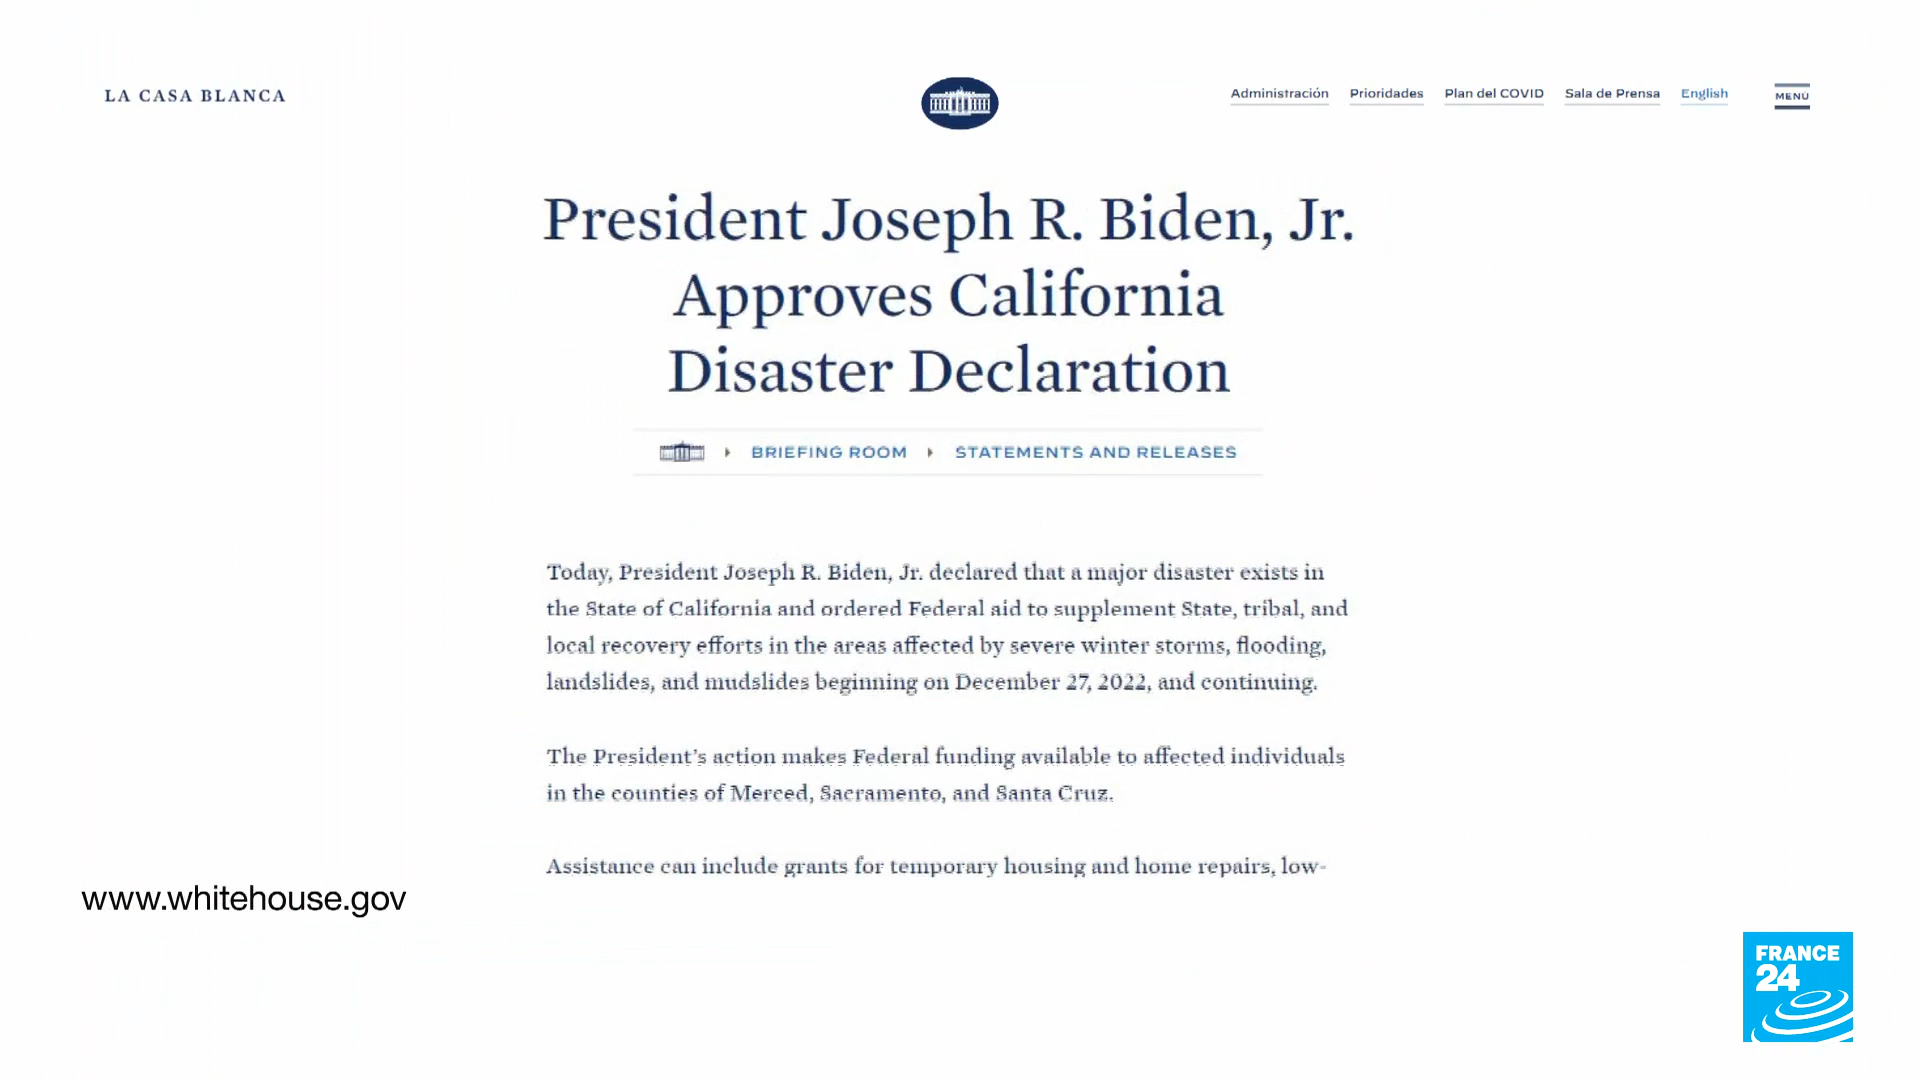 LA CASA BLANCA
Administración Prioridades Plan del COVID Sala de Prensa English MENÚ
President Joseph R. Biden, Jr.
Approves California
Disaster Declaration
BRIEFING ROOM STATEMENTS AND RELEASES
Today, President Joseph R. Biden, Jr. declared that a major disaster exists in
the State of California and ordered Federal aid to supplement State, tribal, and
local recovery efforts in the areas affected by severe winter storms, flooding,
landslides, and mudslides beginning on December 27, 2022, and continuing.
The President’s action makes Federal funding available to affected individuals
in the counties of Merced, Sacramento, and Santa Cruz.
Assistance can include grants for temporary housing and home repairs, low-
www.whitehouse.gov
FRANCE
24